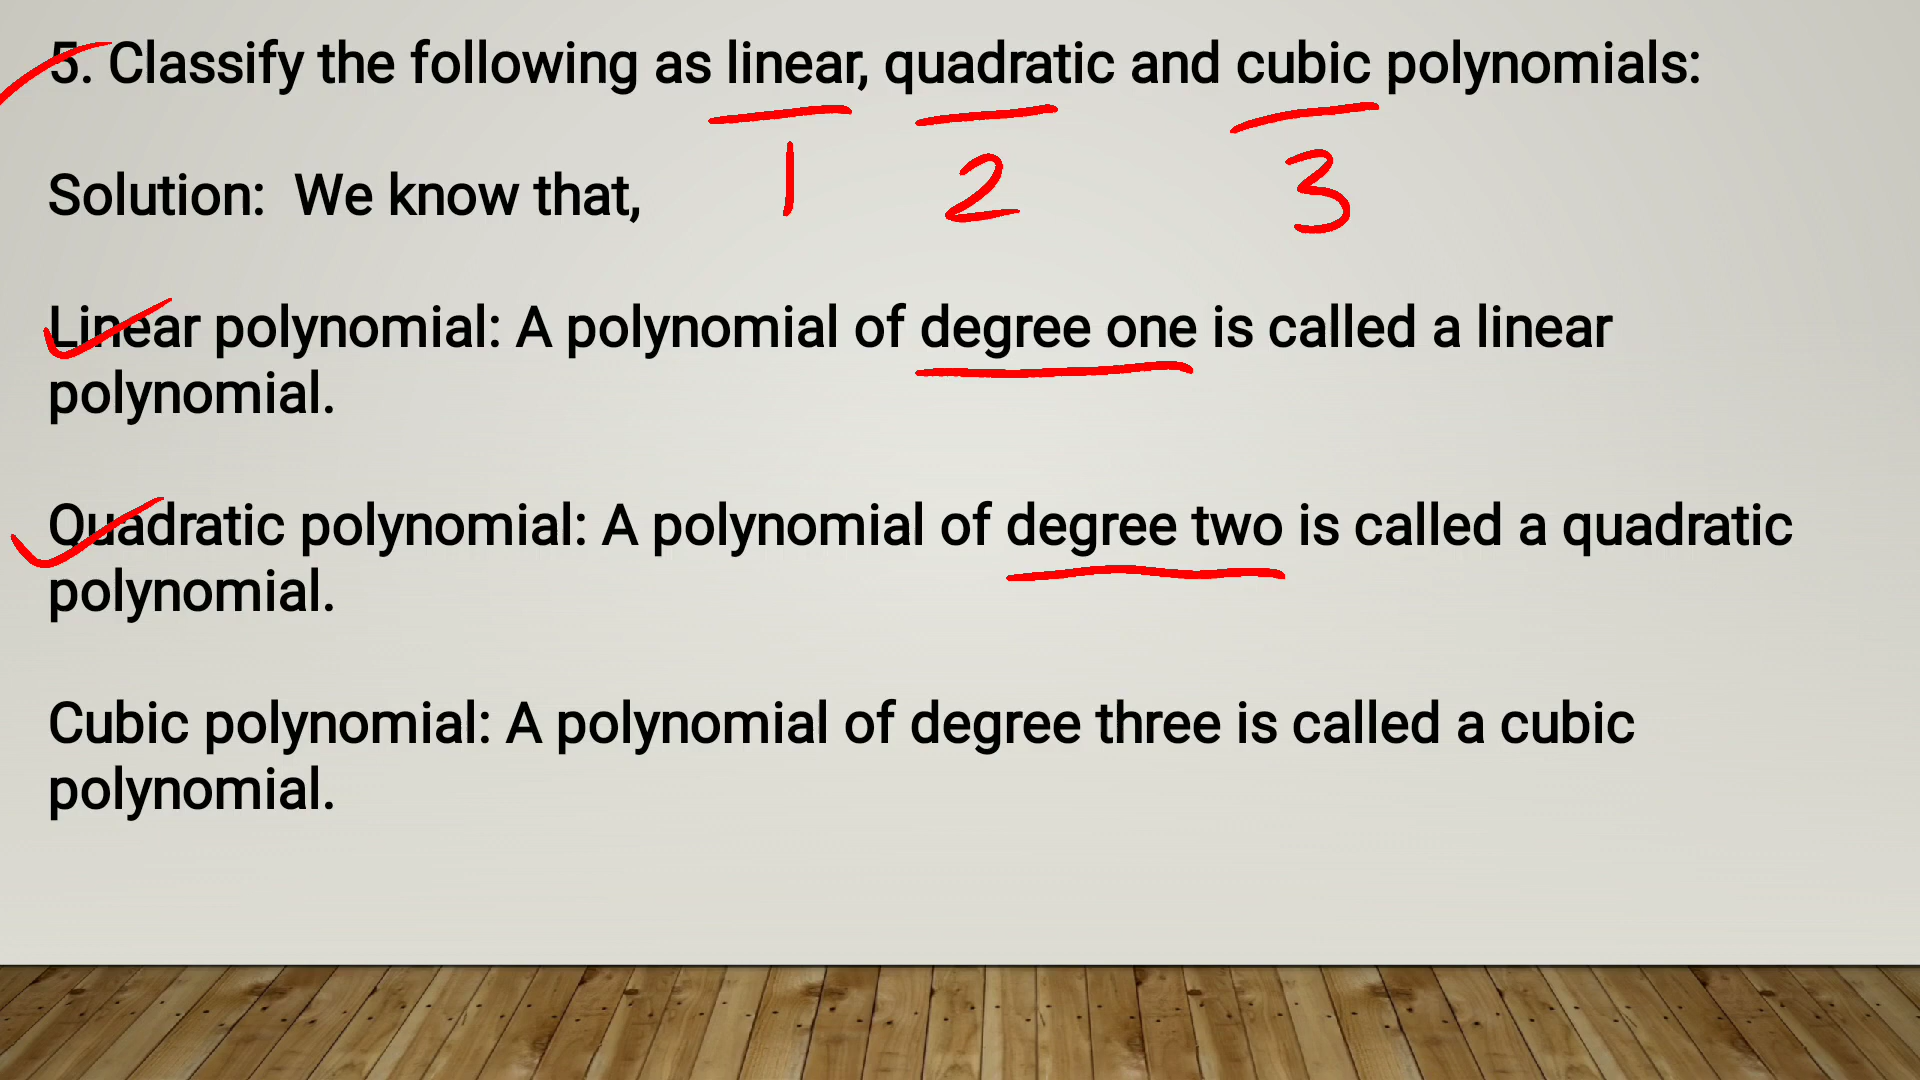 5. Classify the following as linear, quadratic and cubic polynomials:
1 2 3
Solution: We know that,
Linear polynomial: A polynomial of degree one is called a linear
polynomial.
Quadratic polynomial: A polynomial of degree two is called a quadratic
polynomial.
Cubic polynomial: A polynomial of degree three is called a cubic
polynomial.